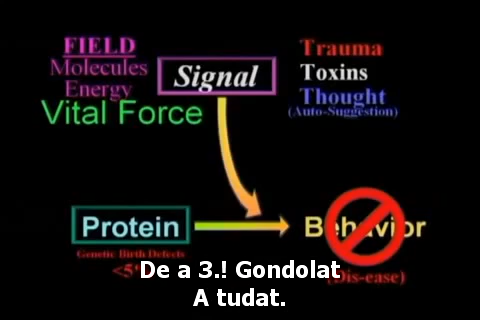 FIELD
Molecules
Energy
Vital Force
Signal
Trauma
Toxins
Thought
(Auto-Suggestion)
Protein
Behavior
Genetic Birth Defects
<5
(Dis-ease)
De a 3.! Gondolat
A tudat.